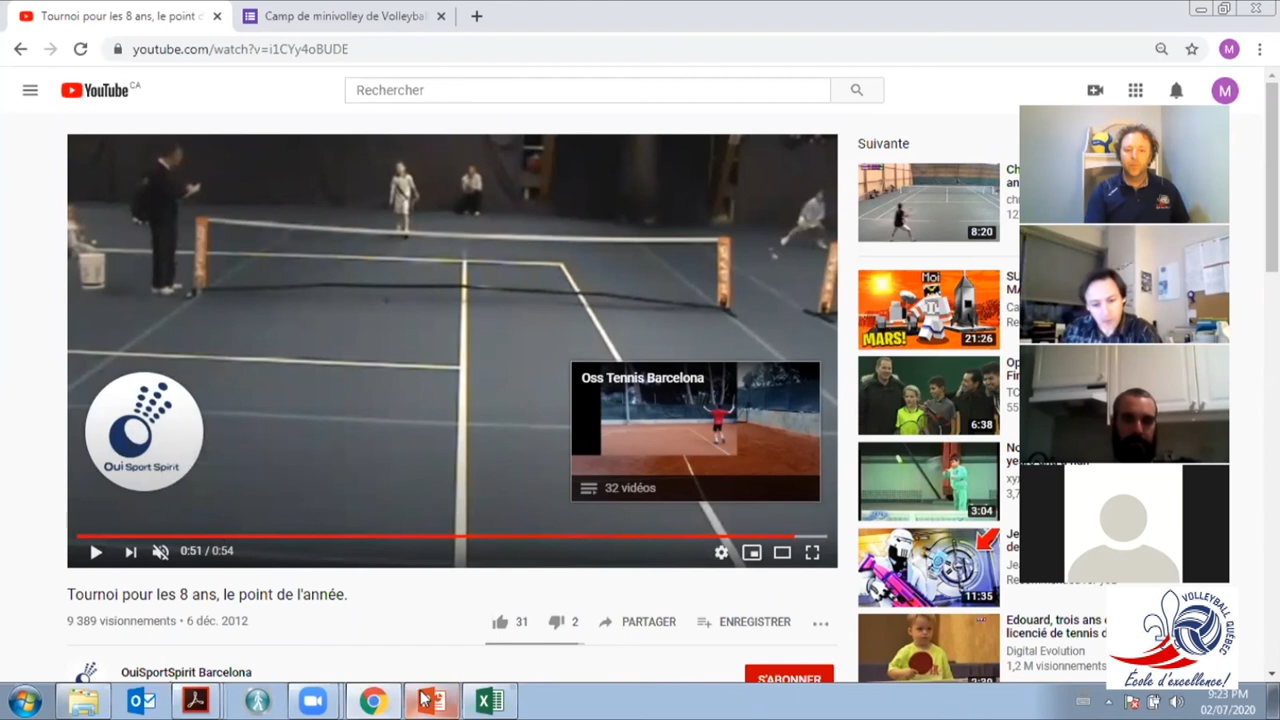 Tournoi pour les 8 ans, le point d
Camp de minivolley de Volleyba
youtube.com/watch?v=i1CYy4oBUDE
M
YouTube CA
Rechercher
M
Suivante
8:20
Moi
MARS!
21:26
6:38
3:04
11:35
Edouard, trois ans
licencié de tennis d
Digital Evolution
1,2 M visionnements
Oss Tennis Barcelona
32 vidéos
Oui Sport Spirit
0:51 / 0:54
Tournoi pour les 8 ans, le point de l'année.
9 389 visionnements • 6 déc. 2012
31
2
PARTAGER
ENREGISTRER
OuiSportSpirit Barcelona
S'ABONNER
VOLLEYBALL QUÉBEC
École d'excellence!
9:23 PM
02/07/2020